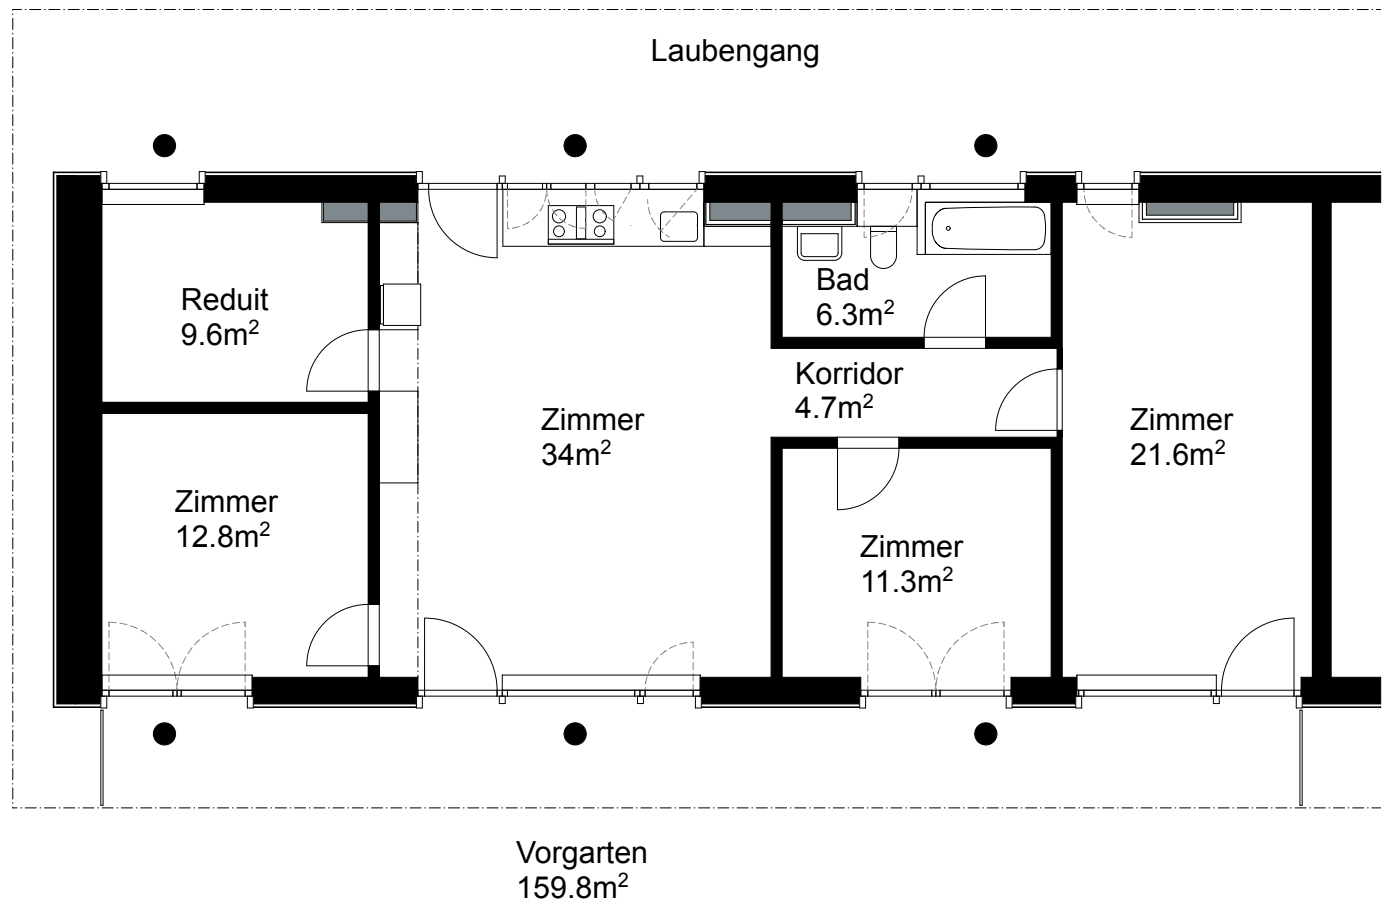 Laubengang
Reduit
9.6m²
Bad
6.3m²
Korridor
4.7m²
Zimmer
34m²
Zimmer
21.6m²
Zimmer
12.8m²
Zimmer
11.3m²
Vorgarten
159.8m²